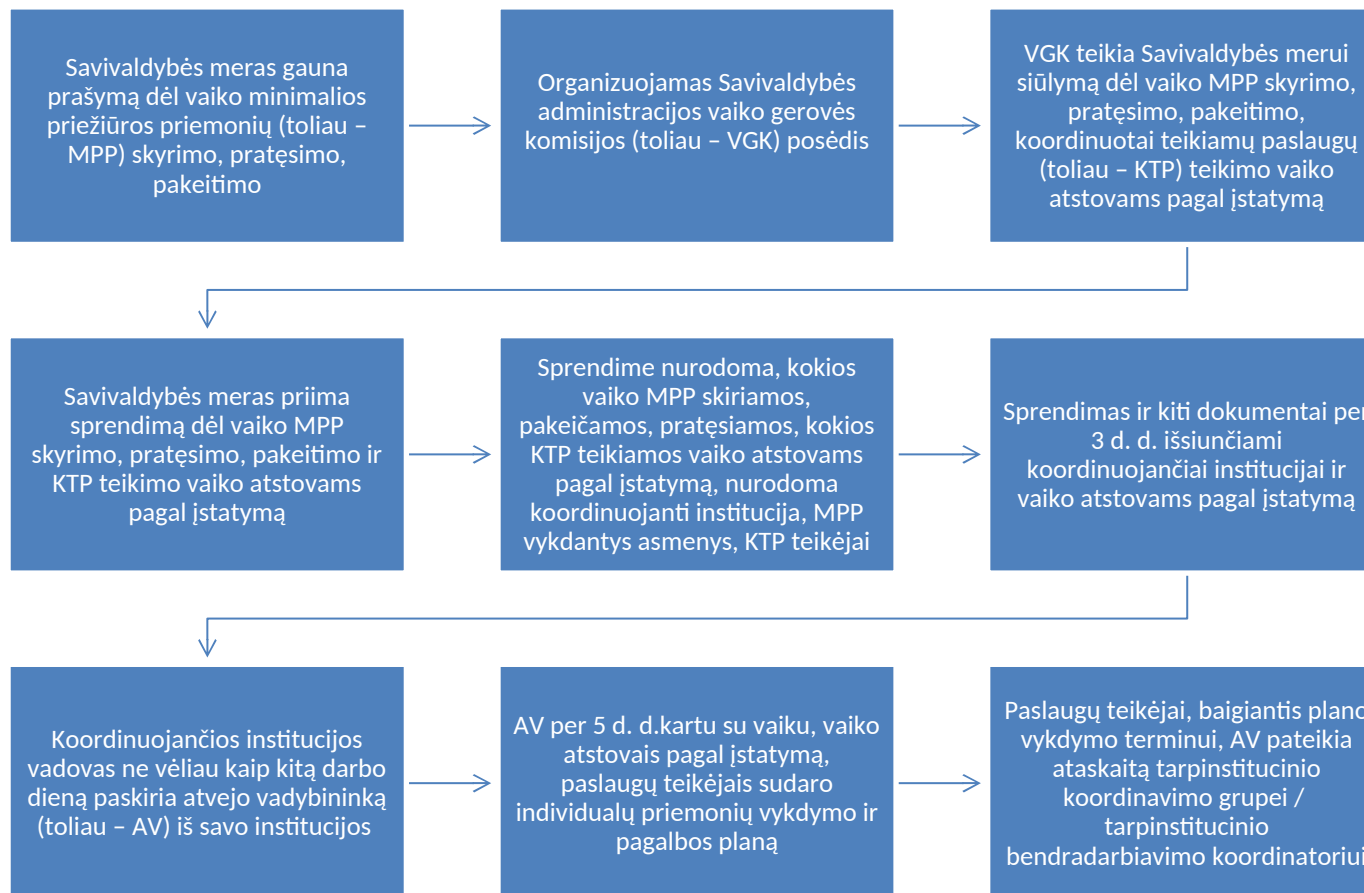 Savivaldybės meras gauna
prašymą dėl vaiko minimalios
priežiūros priemonių (toliau –
MPP) skyrimo, pratęsimo,
pakeitimo
Organizuojamas Savivaldybės
administracijos vaiko gerovės
komisijos (toliau – VGK) posėdis
VGK teikia Savivaldybės merui
siūlymą dėl vaiko MPP skyrimo,
pratęsimo, pakeitimo,
koordinuotai teikiamų paslaugų
(toliau – KTP) teikimo vaiko
atstovams pagal įstatymą
Savivaldybės meras priima
sprendimą dėl vaiko MPP
skyrimo, pratęsimo, pakeitimo ir
KTP teikimo vaiko atstovams
pagal įstatymą
Sprendime nurodoma, kokios
vaiko MPP skiriamos,
pakeičamos, pratęsiamos, kokios
KTP teikiamos vaiko atstovams
pagal įstatymą, nurodoma
koordinuojanti institucija, MPP
vykdantys asmenys, KTP teikėjai
Sprendimas ir kiti dokumentai per
3 d. d. išsiunčiami
koordinuojančiai institucijai ir
vaiko atstovams pagal įstatymą
Koordinuojančios institucijos
vadovas ne vėliau kaip kitą darbo
dieną paskiria atvejo vadybininką
(toliau – AV) iš savo institucijos
AV per 5 d. d.kartu su vaiku, vaiko
atstovais pagal įstatymą,
paslaugų teikėjais sudaro
individualų priemonių vykdymo ir
pagalbos planą
Paslaugų teikėjai, baigiantis plano
vykdymo terminui, AV pateikia
ataskaitą tarpinstitucinio
koordinavimo grupei /
tarpinstitucinio
bendradarbiavimo koordinatoriui